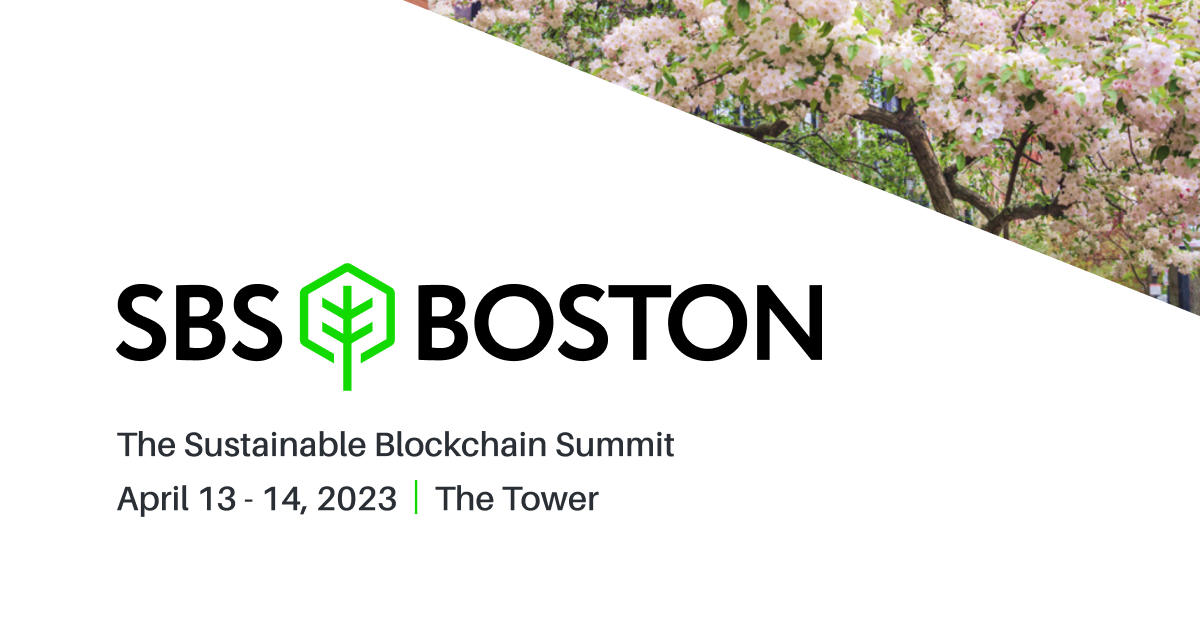 SBS BOSTON
The Sustainable Blockchain Summit
April 13 - 14, 2023 | The Tower